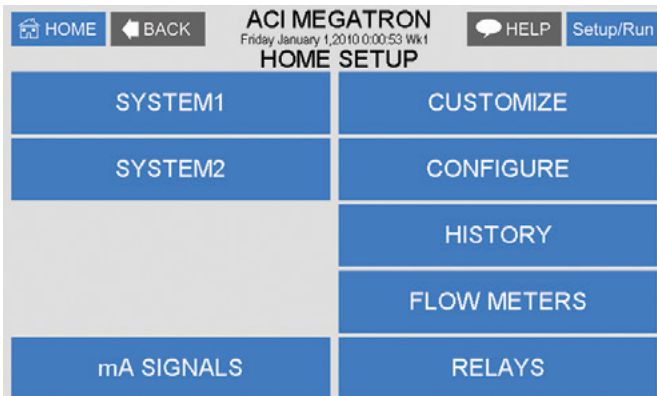 HOME
BACK
ACI MEGATRON
HELP
Setup/Run
Friday January 1,2010 0:00:53 Wk1
HOME SETUP
SYSTEM1
CUSTOMIZE
SYSTEM2
CONFIGURE
HISTORY
FLOW METERS
mA SIGNALS
RELAYS